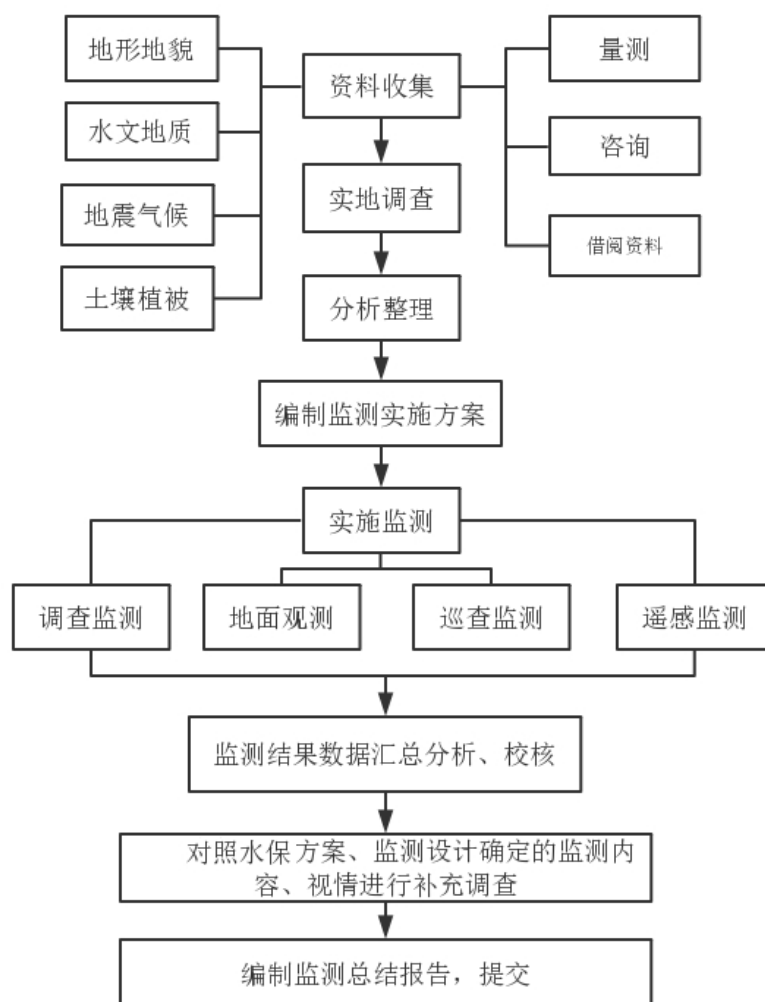 地形地貌
资料收集
量测
水文地质
咨询
实地调查
地震气候
借阅资料
土壤植被
分析整理
编制监测实施方案
实施监测
调查监测
地面观测
巡查监测
遥感监测
监测结果数据汇总分析、校核
对照水保方案、监测设计确定的监测内
容、视情进行补充调查
编制监测总结报告，提交